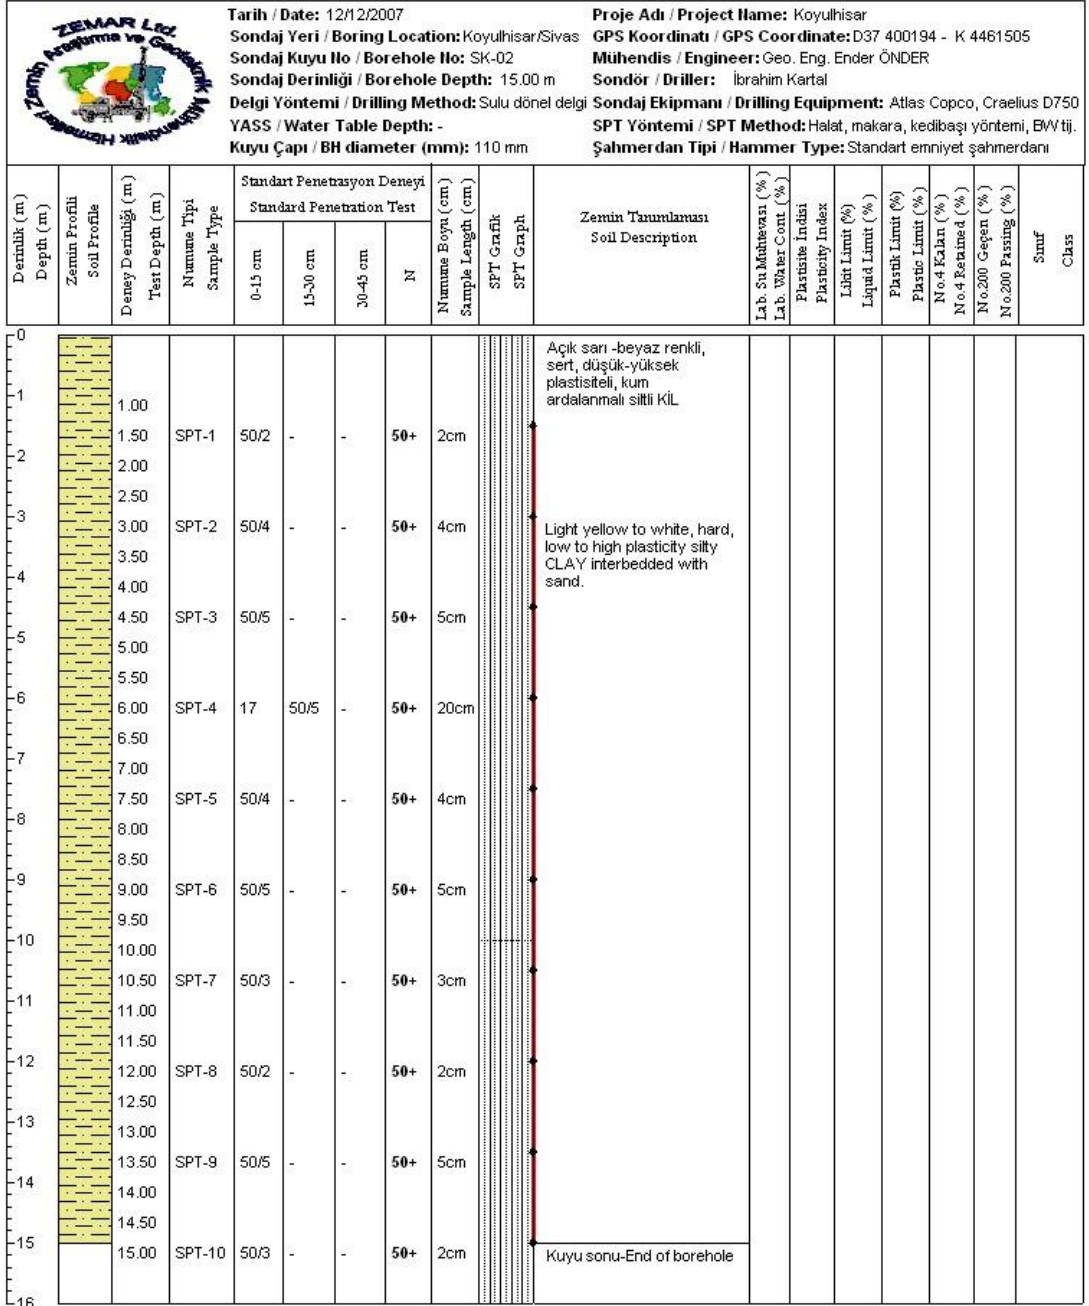 ZEMAR Ltd.
Zemin Araştırma ve Geoteknik Mühendislik Hizmetleri
Tarih / Date: 12/12/2007
Sondaj Yeri / Boring Location: Koyulhisar/Sivas
Sondaj Kuyu No / Borehole No: SK-02
Sondaj Derinliği / Borehole Depth: 15.00 m
Delgi Yöntemi / Drilling Method: Sulu dönel delgi
YASS / Water Table Depth: -
Kuyu Çapı / BH diameter (mm): 110 mm
Proje Adı / Project Name: Koyulhisar
GPS Koordinatı / GPS Coordinate: D37 400194 - K 4461505
Mühendis / Engineer: Geo. Eng. Ender ÖNDER
Sondör / Driller: İbrahim Kartal
Sondaj Ekipmanı / Drilling Equipment: Atlas Copco, Craelius D750
SPT Yöntemi / SPT Method: Halat, makara, kedibaşı yöntemi, BW tij.
Şahmerdan Tipi / Hammer Type: Standart emniyet şahmerdanı
Derinlik ( m )
Depth ( m )
Zemin Profili
Soil Profile
Deney Derinliği ( m )
Test Depth ( m )
Numune Tipi
Sample Type
Standart Penetrasyon Deneyi
Standard Penetration Test
0-15 cm
15-30 cm
30-45 cm
N
Numune Boyu ( cm )
Sample Length ( cm )
SPT Grafik
SPT Graph
Zemin Tanımlaması
Soil Description
Lab. Su Muhtevası ( % )
Lab. Water Cont ( % )
Plastisite Indisi
Plasticity Index
Likit Limit (%)
Liquid Limit ( % )
Plastik Limit (%)
Plastic Limit ( % )
No.4 Kalan ( % )
No.4 Retained ( % )
No.200 Geçen ( % )
No.200 Passing ( % )
Sınıf
Class
0
Açık sarı -beyaz renkli,
sert, düşük-yüksek
plastisiteli, kum
ardalanmalı siltli KİL
1
1.00
1.50 SPT-1 50/2 - - 50+ 2cm
2
2.00
2.50
3
3.00 SPT-2 50/4 - - 50+ 4cm
Light yellow to white, hard,
low to high plasticity silty
CLAY interbedded with
sand.
3.50
4
4.00
4.50 SPT-3 50/5 - - 50+ 5cm
5
5.00
5.50
6
6.00 SPT-4 17 50/5 - 50+ 20cm
6.50
7
7.00
7.50 SPT-5 50/4 - - 50+ 4cm
8
8.00
8.50
9
9.00 SPT-6 50/5 - - 50+ 5cm
9.50
10
10.00
10.50 SPT-7 50/3 - - 50+ 3cm
11
11.00
11.50
12
12.00 SPT-8 50/2 - - 50+ 2cm
12.50
13
13.00
13.50 SPT-9 50/5 - - 50+ 5cm
14
14.00
14.50
15
15.00 SPT-10 50/3 - - 50+ 2cm
Kuyu sonu-End of borehole
16